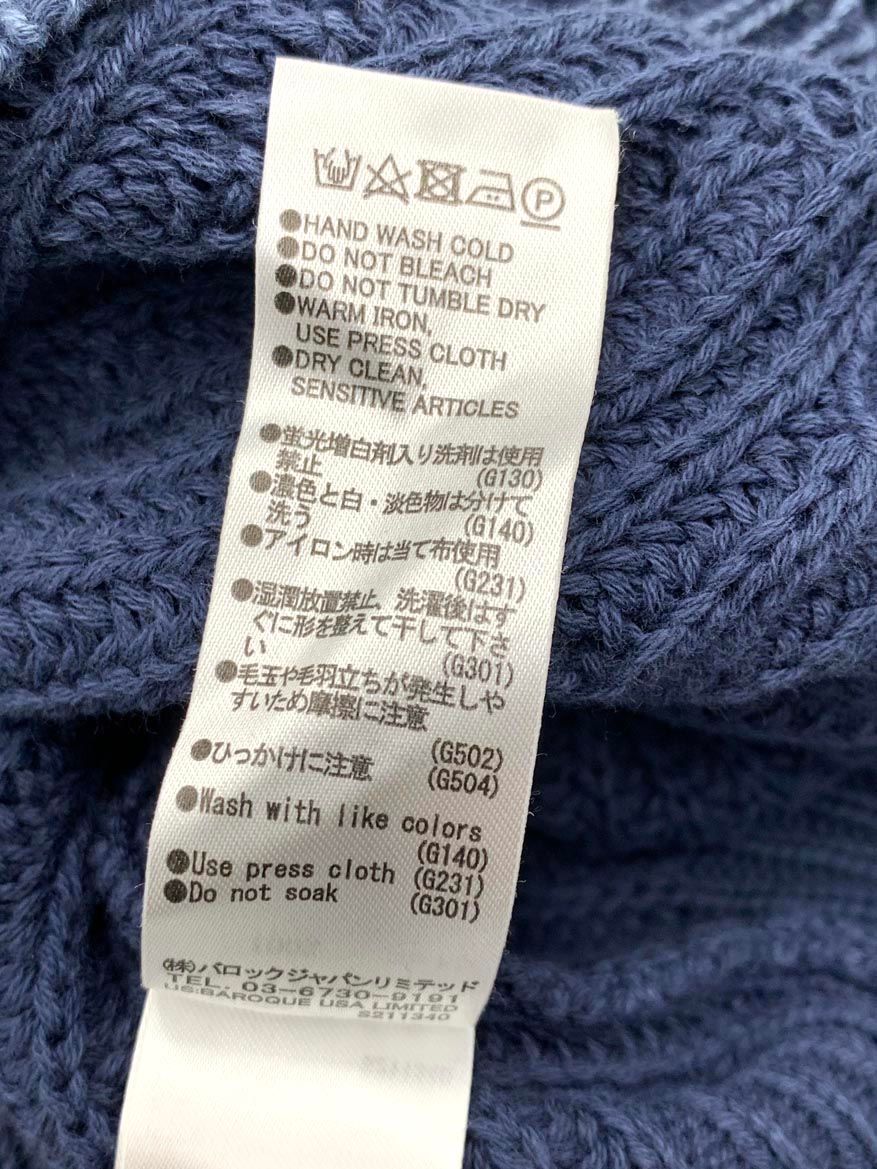 P
●HAND WASH COLD
●DO NOT BLEACH
●DO NOT TUMBLE DRY
●WARM IRON,
USE PRESS CLOTH
●DRY CLEAN,
SENSITIVE ARTICLES
●蛍光増白剤入り洗剤は使用
禁止 (G130)
●濃色と白・淡色物は分けて
洗う (G140)
●アイロン時は当て布使用
(G231)
●湿潤放置禁止、洗濯後はす
ぐに形を整えて干して下さ
い (G301)
●毛玉や毛羽立ちが発生しや
すいため摩擦に注意
(G502)
●ひっかけに注意 (G504)
●Wash with like colors
(G140)
●Use press cloth (G231)
●Do not soak (G301)
(株)バロックジャパンリミテッド
TEL. 03-6730-9191
US:BAROQUE USA LIMITED
S211340